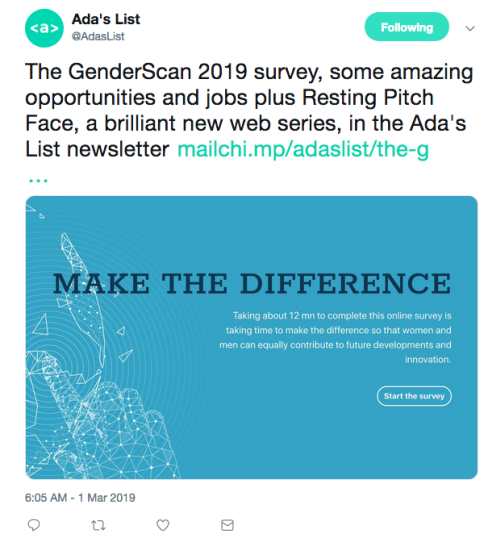 <a>
Ada's List
@AdasList
Following
The GenderScan 2019 survey, some amazing
opportunities and jobs plus Resting Pitch
Face, a brilliant new web series, in the Ada's
List newsletter mailchi.mp/adaslist/the-g
...
MAKE THE DIFFERENCE
Taking about 12 mn to complete this online survey is
taking time to make the difference so that women and
men can equally contribute to future developments and
innovation.
Start the survey
6:05 AM - 1 Mar 2019